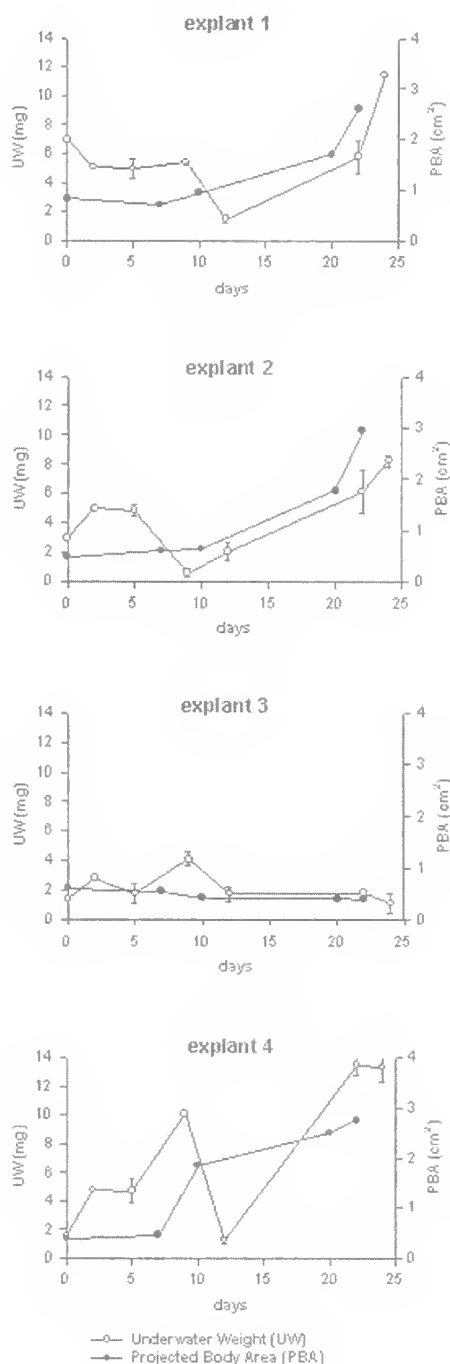 explant 1
14
12
10
8
6
4
2
0
UW (mg)
4
3
2
1
0
PBA (cm²)
0 5 10 15 20 25
days
explant 2
14
12
10
8
6
4
2
0
UW (mg)
4
3
2
1
0
PBA (cm²)
0 5 10 15 20 25
days
explant 3
14
12
10
8
6
4
2
0
UW (mg)
4
3
2
1
0
PBA (cm²)
0 5 10 15 20 25
days
explant 4
14
12
10
8
6
4
2
0
UW (mg)
4
3
2
1
0
PBA (cm²)
0 5 10 15 20 25
days
Underwater Weight (UW)
Projected Body Area (PBA)